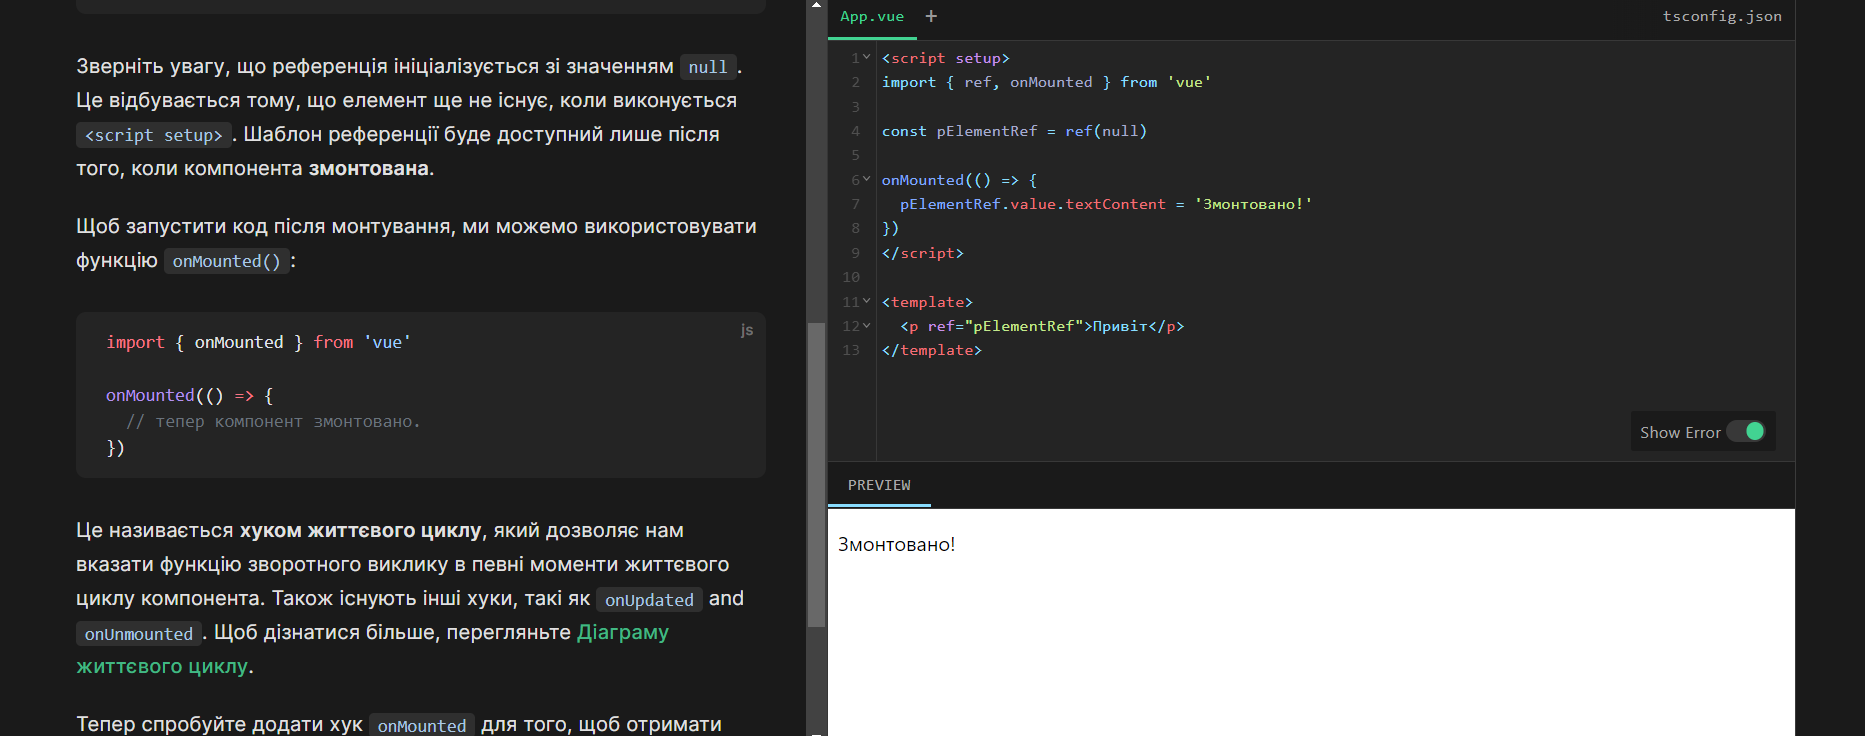 Зверніть увагу, що референція ініціалізується зі значенням null.
Це відбувається тому, що елемент ще не існує, коли виконується
<script setup>. Шаблон референції буде доступний лише після
того, коли компонента змонтована.
Щоб запустити код після монтування, ми можемо використовувати
функцію onMounted():
js
import { onMounted } from 'vue'
onMounted(() => {
  // тепер компонент змонтовано.
})
Це називається хуком життєвого циклу, який дозволяє нам
вказати функцію зворотного виклику в певні моменти життєвого
циклу компонента. Також існують інші хуки, такі як onUpdated and
onUnmounted. Щоб дізнатися більше, перегляньте Діаграму
життєвого циклу.
Тепер спробуйте додати хук onMounted для того, щоб отримати
App.vue + tsconfig.json
1 <script setup>
2 import { ref, onMounted } from 'vue'
3
4 const pElementRef = ref(null)
5
6 onMounted(() => {
7   pElementRef.value.textContent = 'Змонтовано!'
8 })
9 </script>
10
11 <template>
12   <p ref="pElementRef">Привіт</p>
13 </template>
Show Error
PREVIEW
Змонтовано!